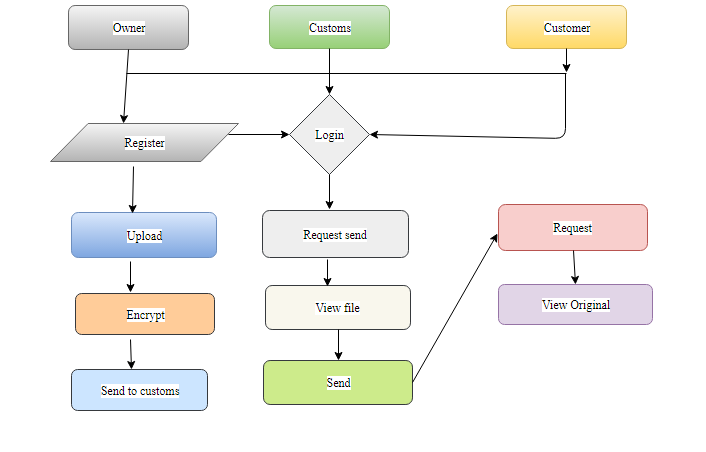 Owner
Customs
Customer
Register
Login
Upload
Request send
Request
Encrypt
View file
View Original
Send to customs
Send